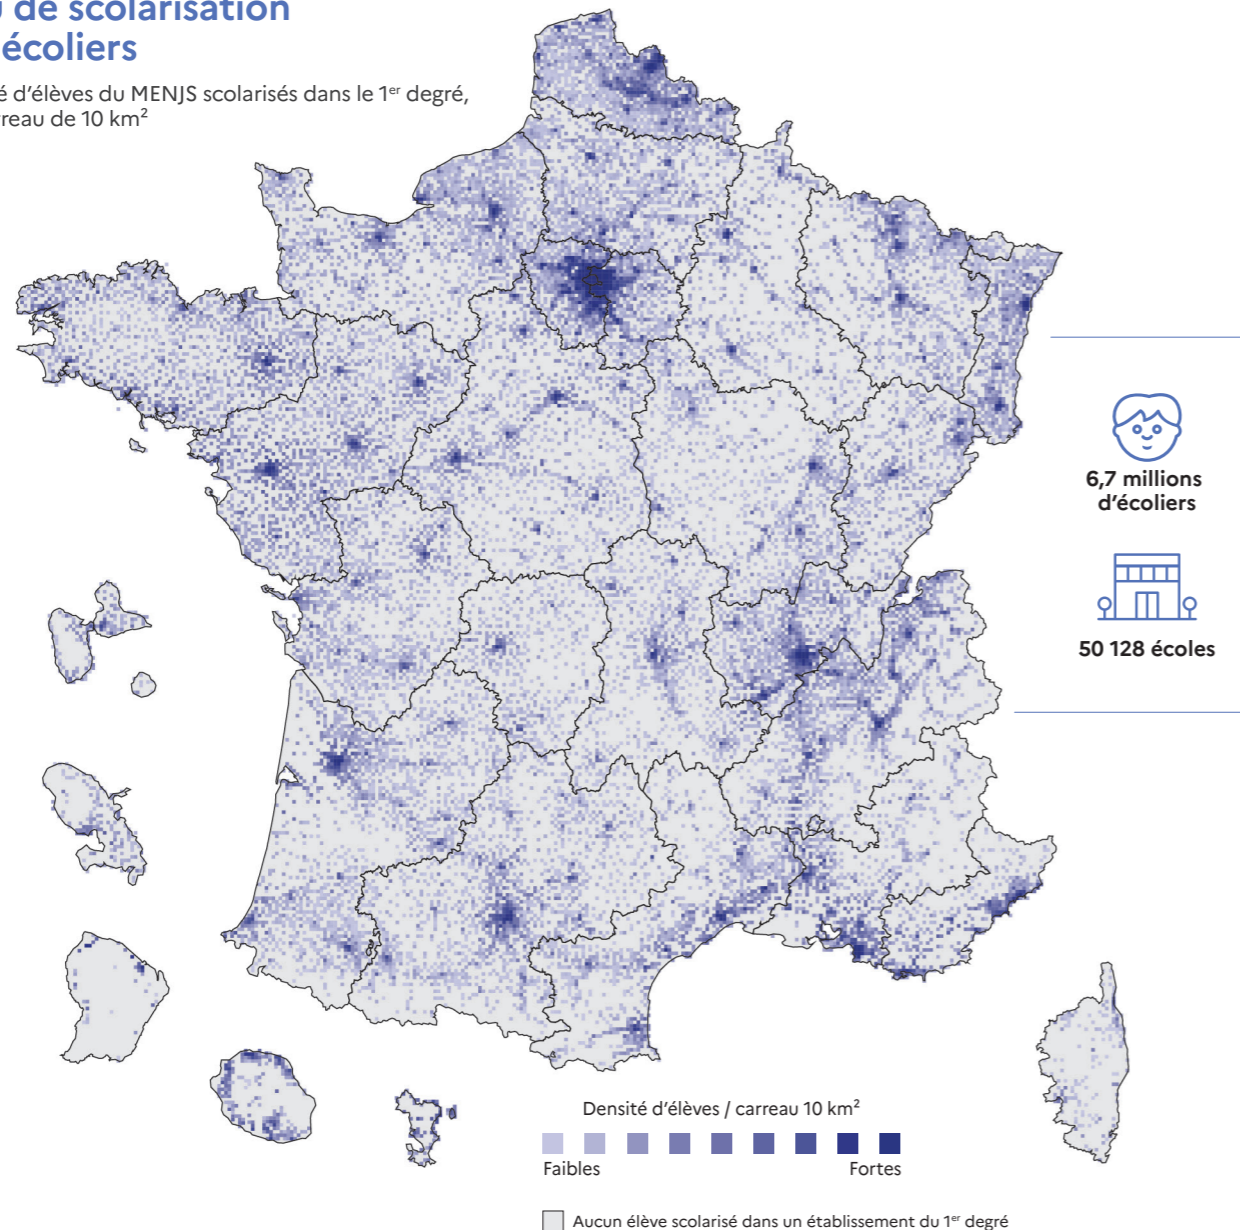 de scolarisation
écoliers
d'élèves du MENJS scolarisés dans le 1er degré,
de 10 km²
6,7 millions
d'écoliers
50 128 écoles
Densité d'élèves / carreau 10 km²
Faibles
Fortes
Aucun élève scolarisé dans un établissement du 1er degré